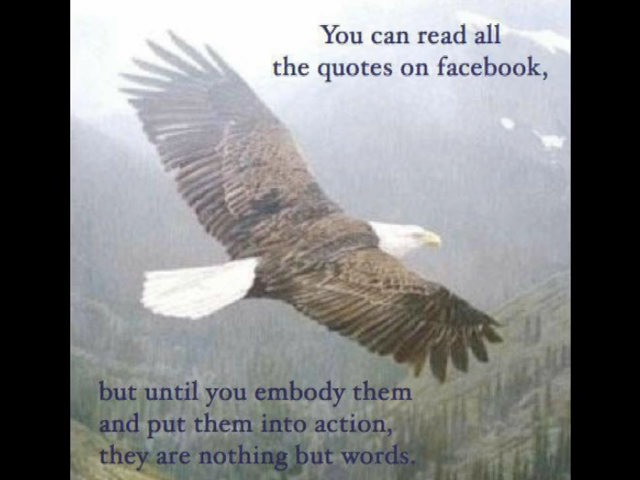 You can read all
the quotes on facebook,
but until you embody them
and put them into action,
they are nothing but words.